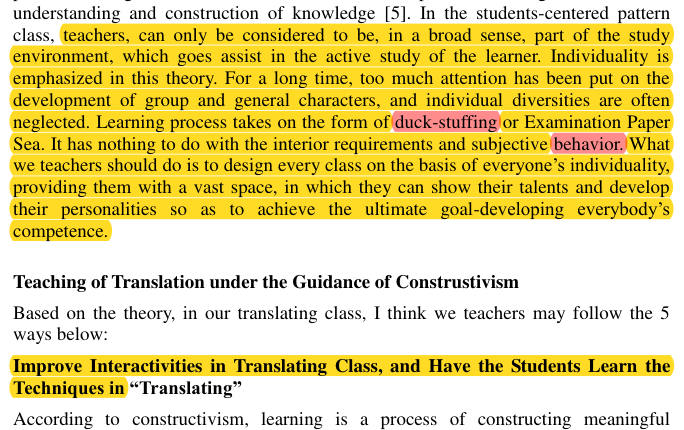 understanding and construction of knowledge [5]. In the students-centered pattern
class, teachers, can only be considered to be, in a broad sense, part of the study
environment, which goes assist in the active study of the learner. Individuality is
emphasized in this theory. For a long time, too much attention has been put on the
development of group and general characters, and individual diversities are often
neglected. Learning process takes on the form of duck-stuffing or Examination Paper
Sea. It has nothing to do with the interior requirements and subjective behavior. What
we teachers should do is to design every class on the basis of everyone's individuality,
providing them with a vast space, in which they can show their talents and develop
their personalities so as to achieve the ultimate goal-developing everybody's
competence.
Teaching of Translation under the Guidance of Construstivism
Based on the theory, in our translating class, I think we teachers may follow the 5
ways below:
Improve Interactivities in Translating Class, and Have the Students Learn the
Techniques in “Translating”
According to constructivism, learning is a process of constructing meaningful